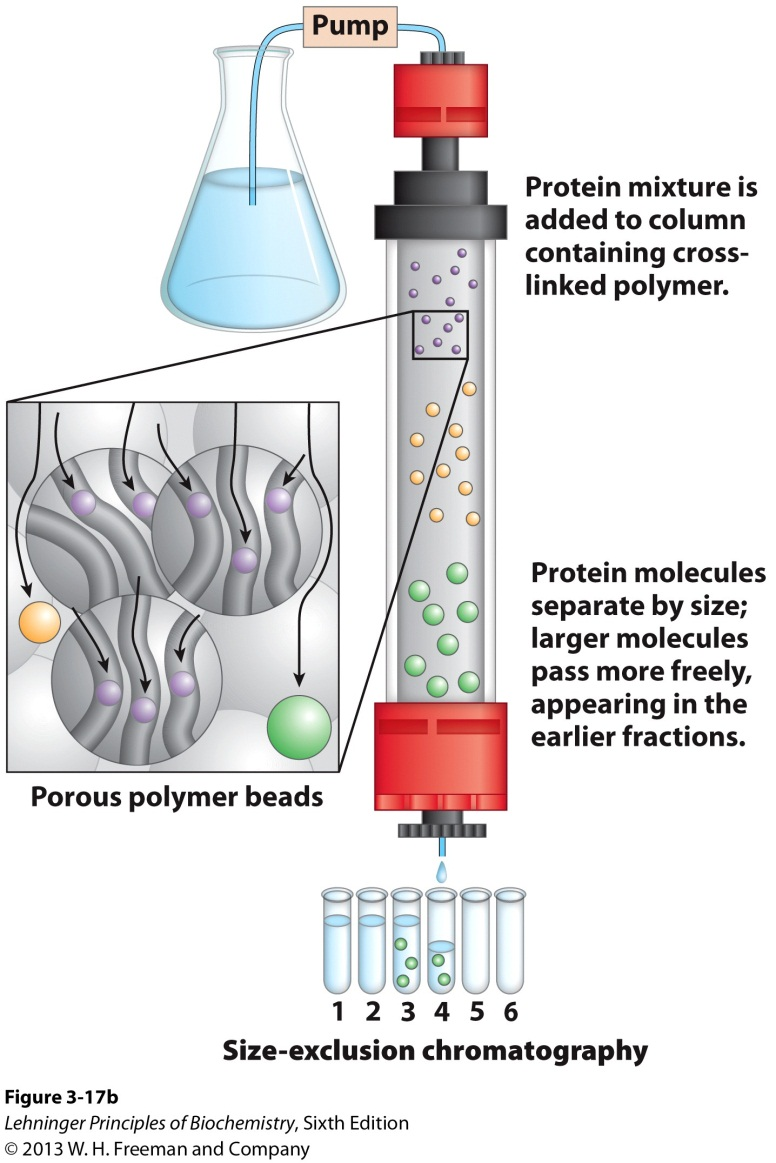 Pump
Protein mixture is
added to column
containing cross-
linked polymer.
Protein molecules
separate by size;
larger molecules
pass more freely,
appearing in the
earlier fractions.
Porous polymer beads
1 2 3 4 5 6
Size-exclusion chromatography
Figure 3-17b
Lehninger Principles of Biochemistry, Sixth Edition
© 2013 W. H. Freeman and Company